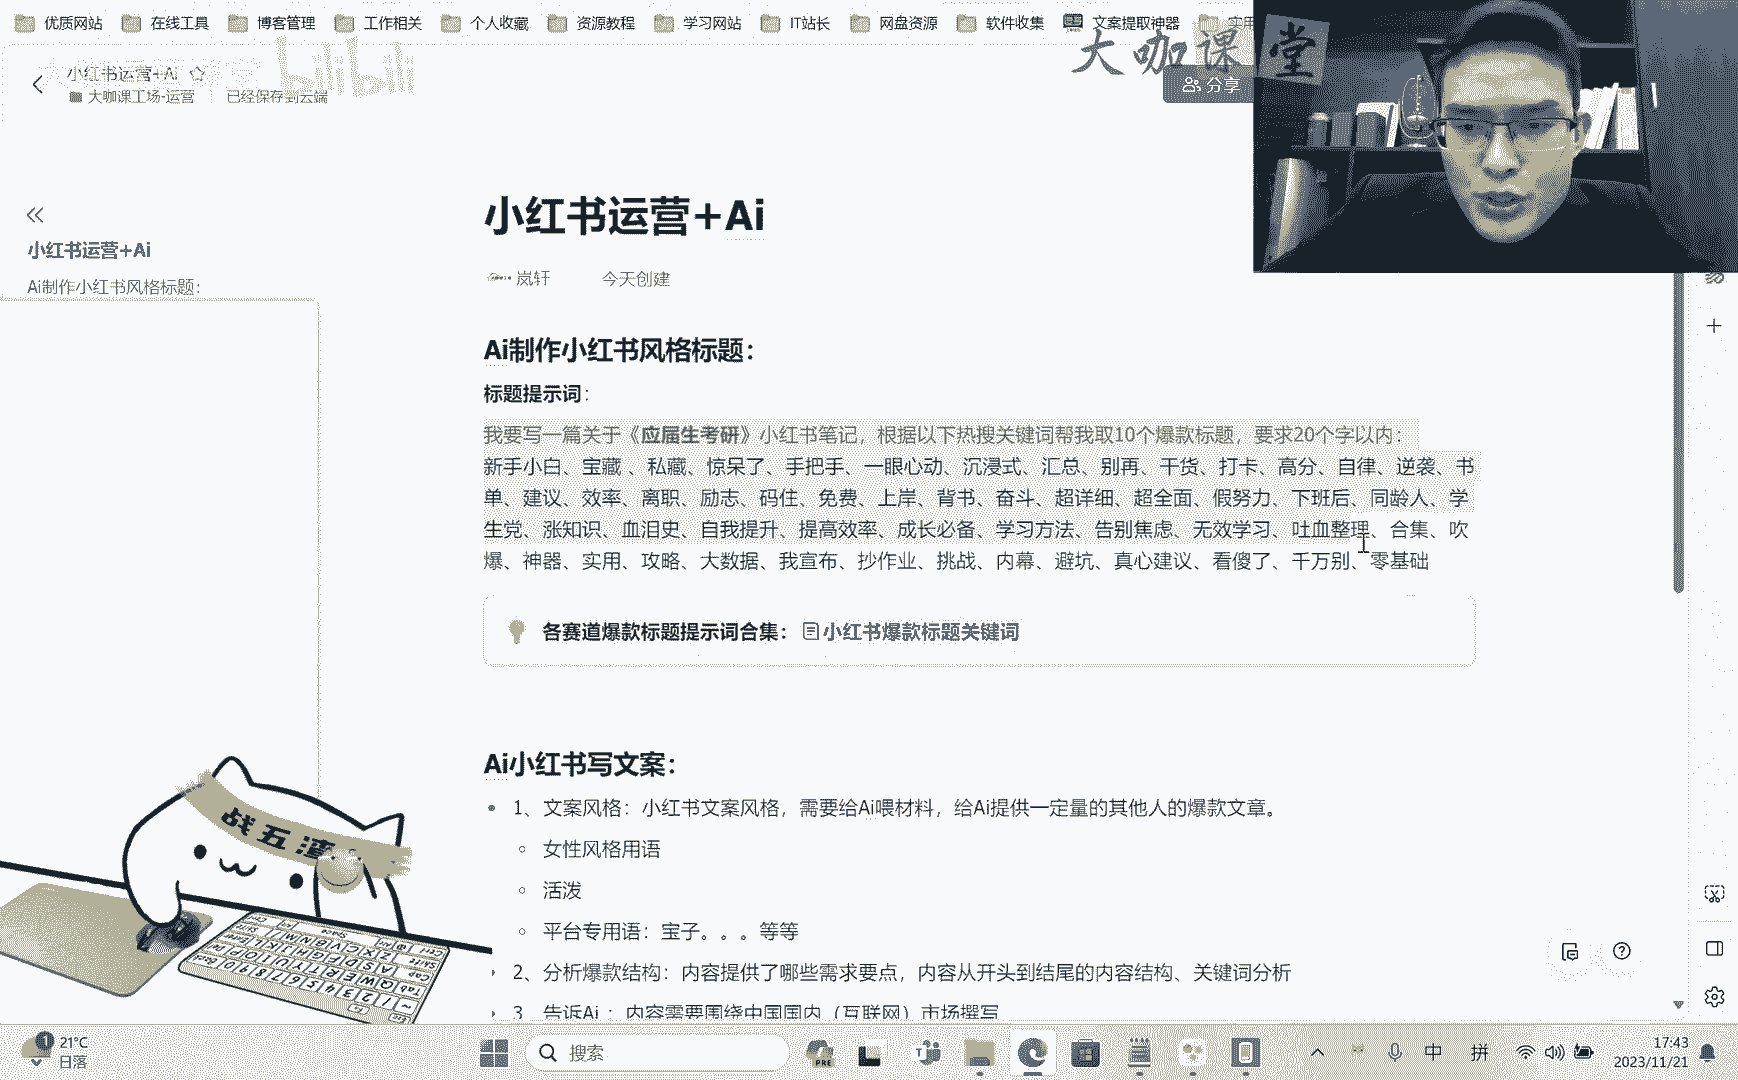 优质网站 在线工具 博客管理 工作相关 个人收藏 资源教程 学习网站 IT站长 网盘资源 软件收集 文案提取神器 实用
大咖课堂
bilibili
小红书运营+Ai
大咖课工场-运营 已经保存到云端
分享
小红书运营+Ai
Ai制作小红书风格标题：
小红书运营+Ai
岚轩 今天创建
Ai制作小红书风格标题：
标题提示词：
我要写一篇关于《应届生考研》小红书笔记，根据以下热搜关键词帮我取10个爆款标题，要求20个字以内：
新手小白、宝藏 、私藏、惊呆了、手把手、一眼心动、沉浸式、汇总、别再、干货、打卡、高分、自律、逆袭、书
单、建议、效率、离职、励志、码住、免费、上岸、背书、奋斗、超详细、超全面、假努力、下班后、同龄人、学
生党、涨知识、血泪史、自我提升、提高效率、成长必备、学习方法、告别焦虑、无效学习、吐血整理、合集、吹
爆、神器、实用、攻略、大数据、我宣布、抄作业、挑战、内幕、避坑、真心建议、看傻了、千万别、零基础
各赛道爆款标题提示词合集： 小红书爆款标题关键词
Ai小红书写文案：
1、文案风格：小红书文案风格，需要给Ai喂材料，给Ai提供一定量的其他人的爆款文章。
女性风格用语
活泼
平台专用语：宝子。。。等等
2、分析爆款结构：内容提供了哪些需求要点，内容从开头到结尾的内容结构、关键词分析
3、告诉Ai ：内容需要围绕中国国内（互联网）市场撰写
战五渣
21°C
日落
搜索
PRE
中 拼
17:43
2023/11/21